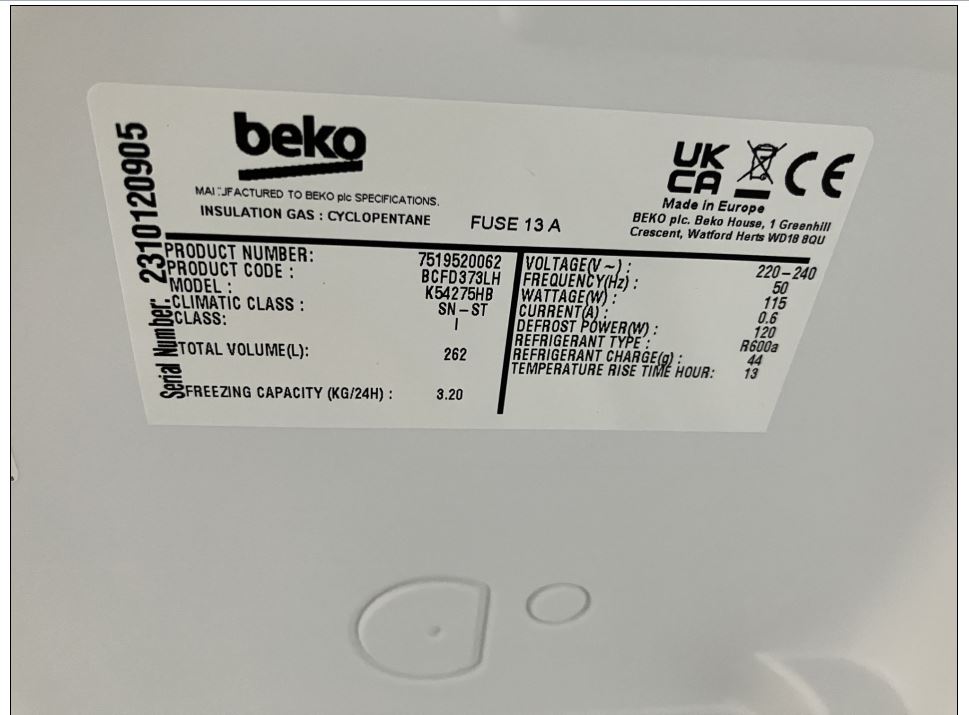 Serial Number: 2310120905
beko
MANUFACTURED TO BEKO plc SPECIFICATIONS.
INSULATION GAS : CYCLOPENTANE
FUSE 13 A
UK
CA
CE
Made in Europe
BEKO plc. Beko House, 1 Greenhill
Crescent, Watford Herts WD18 8QU
PRODUCT NUMBER: 7519520062
PRODUCT CODE : BCFD373LH
MODEL : K54275HB
CLIMATIC CLASS : SN-ST
CLASS: I
TOTAL VOLUME(L): 262
FREEZING CAPACITY (KG/24H) : 3.20
VOLTAGE(V~) : 220-240
FREQUENCY(Hz) : 50
WATTAGE(W) : 115
CURRENT(A) : 0.6
DEFROST POWER(W) : 120
REFRIGERANT TYPE : R600a
REFRIGERANT CHARGE(g) : 44
TEMPERATURE RISE TIME HOUR: 13